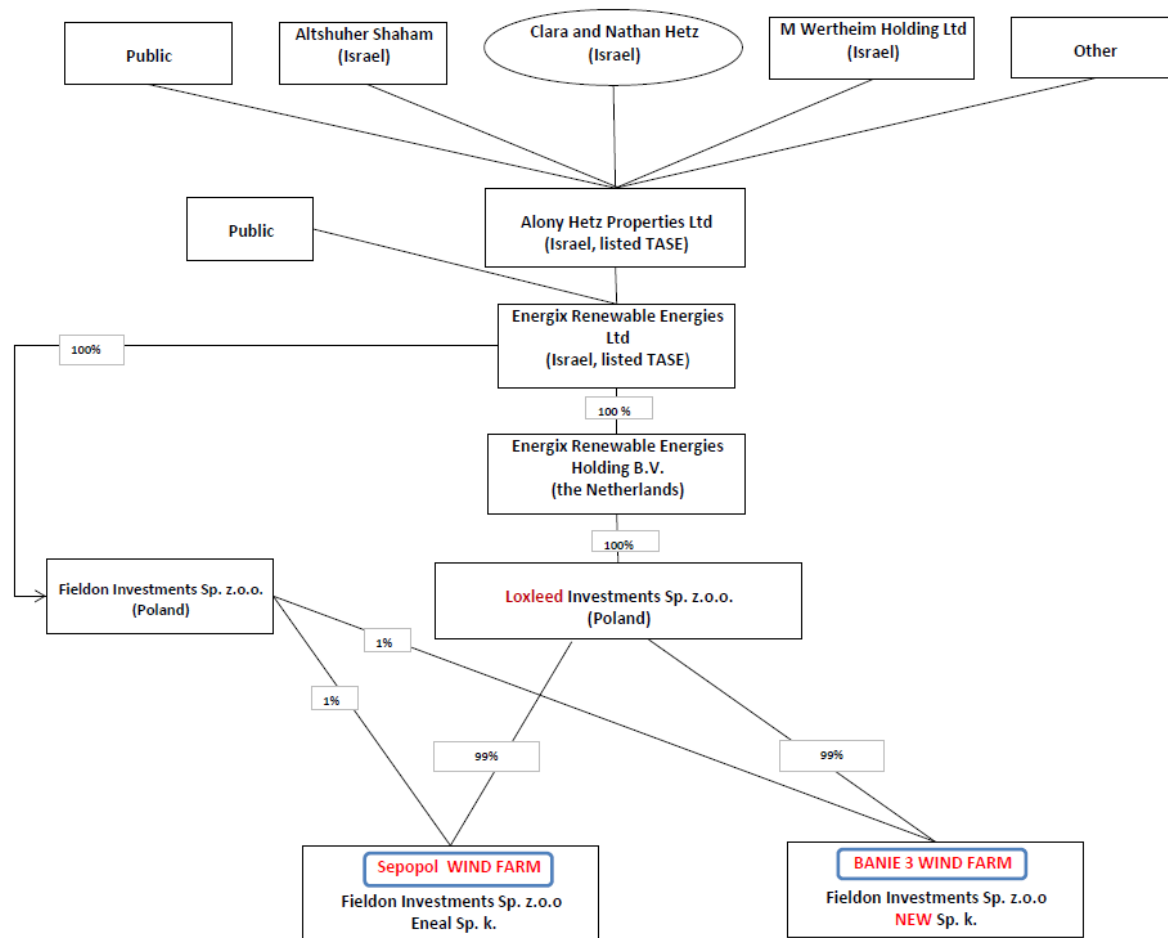 Public
Altshuher Shaham
(Israel)
Clara and Nathan Hetz
(Israel)
M Wertheim Holding Ltd
(Israel)
Other
Alony Hetz Properties Ltd
(Israel, listed TASE)
Public
Energix Renewable Energies
Ltd
(Israel, listed TASE)
100%
100 %
Energix Renewable Energies
Holding B.V.
(the Netherlands)
100%
Fieldon Investments Sp. z.o.o.
(Poland)
Loxleed Investments Sp. z.o.o.
(Poland)
1%
1%
99%
99%
Sepopol WIND FARM
Fieldon Investments Sp. z.o.o
Eneal Sp. k.
BANIE 3 WIND FARM
Fieldon Investments Sp. z.o.o
NEW Sp. k.